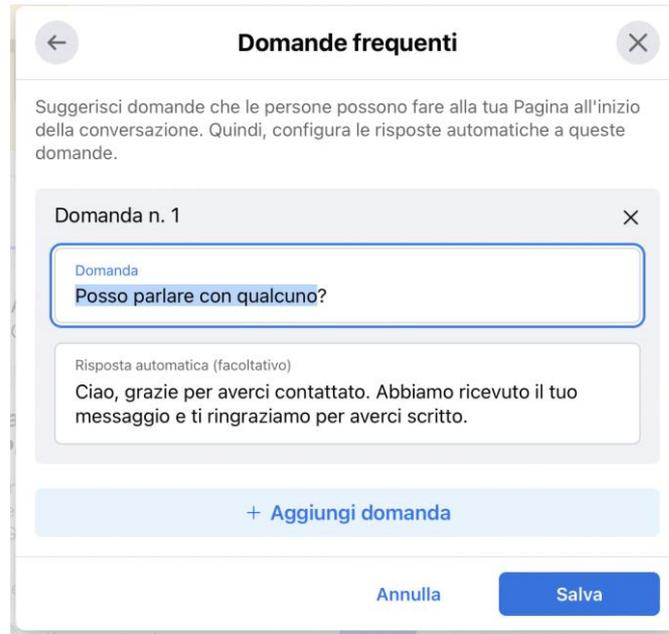 Domande frequenti
Suggerisci domande che le persone possono fare alla tua Pagina all'inizio
della conversazione. Quindi, configura le risposte automatiche a queste
domande.
Domanda n. 1
Domanda
Posso parlare con qualcuno?
Risposta automatica (facoltativo)
Ciao, grazie per averci contattato. Abbiamo ricevuto il tuo
messaggio e ti ringraziamo per averci scritto.
+ Aggiungi domanda
Annulla
Salva